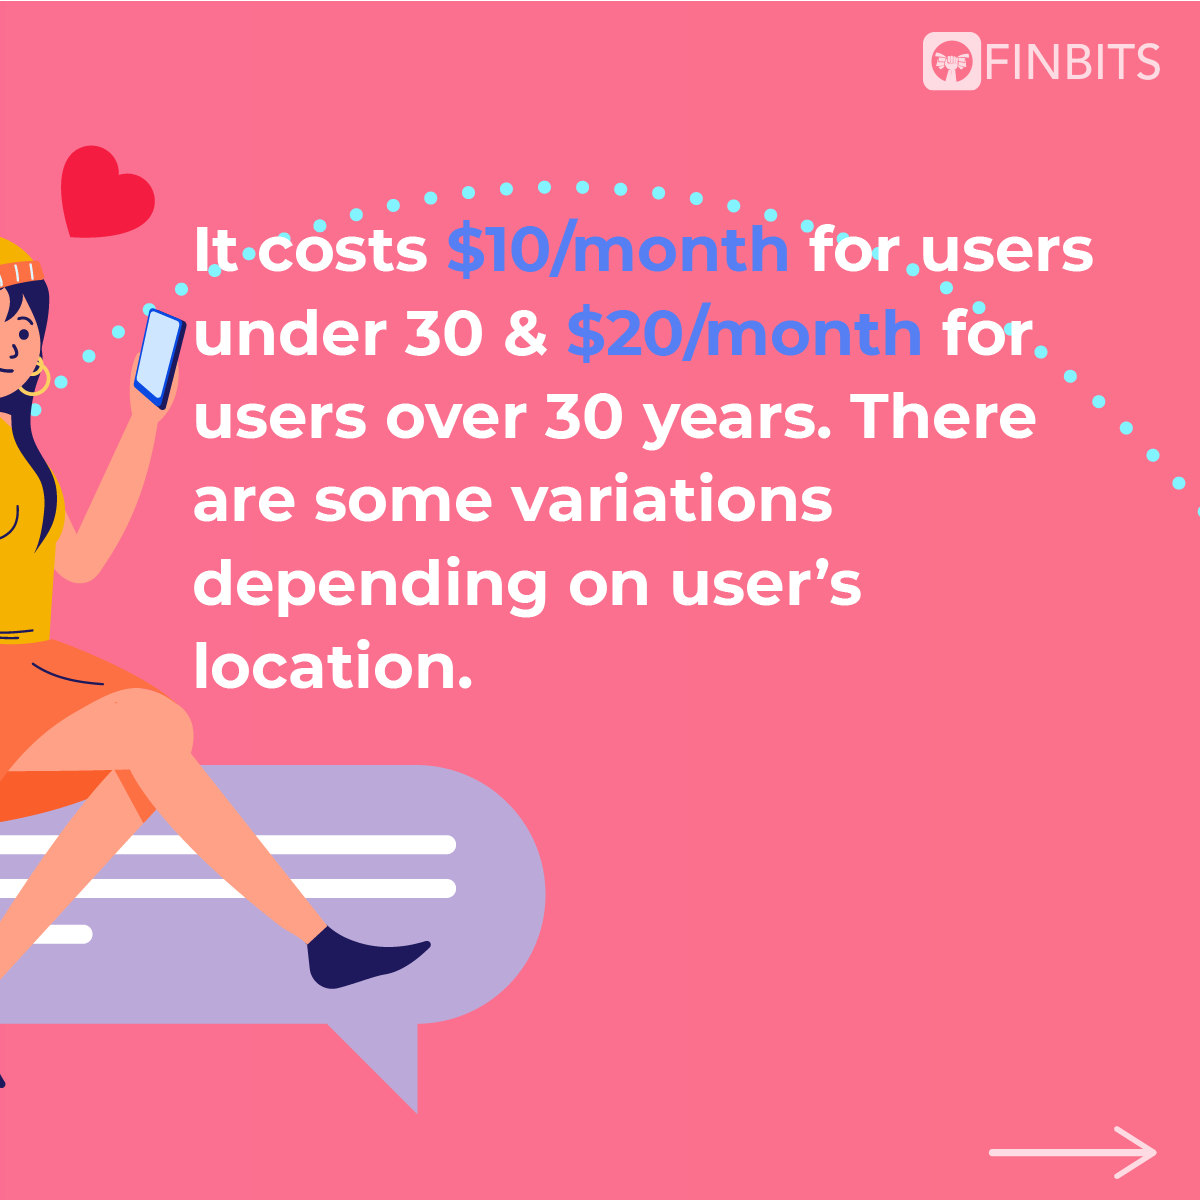 FINBITS
It costs $10/month for users
under 30 & $20/month for
users over 30 years. There
are some variations
depending on user’s
location.